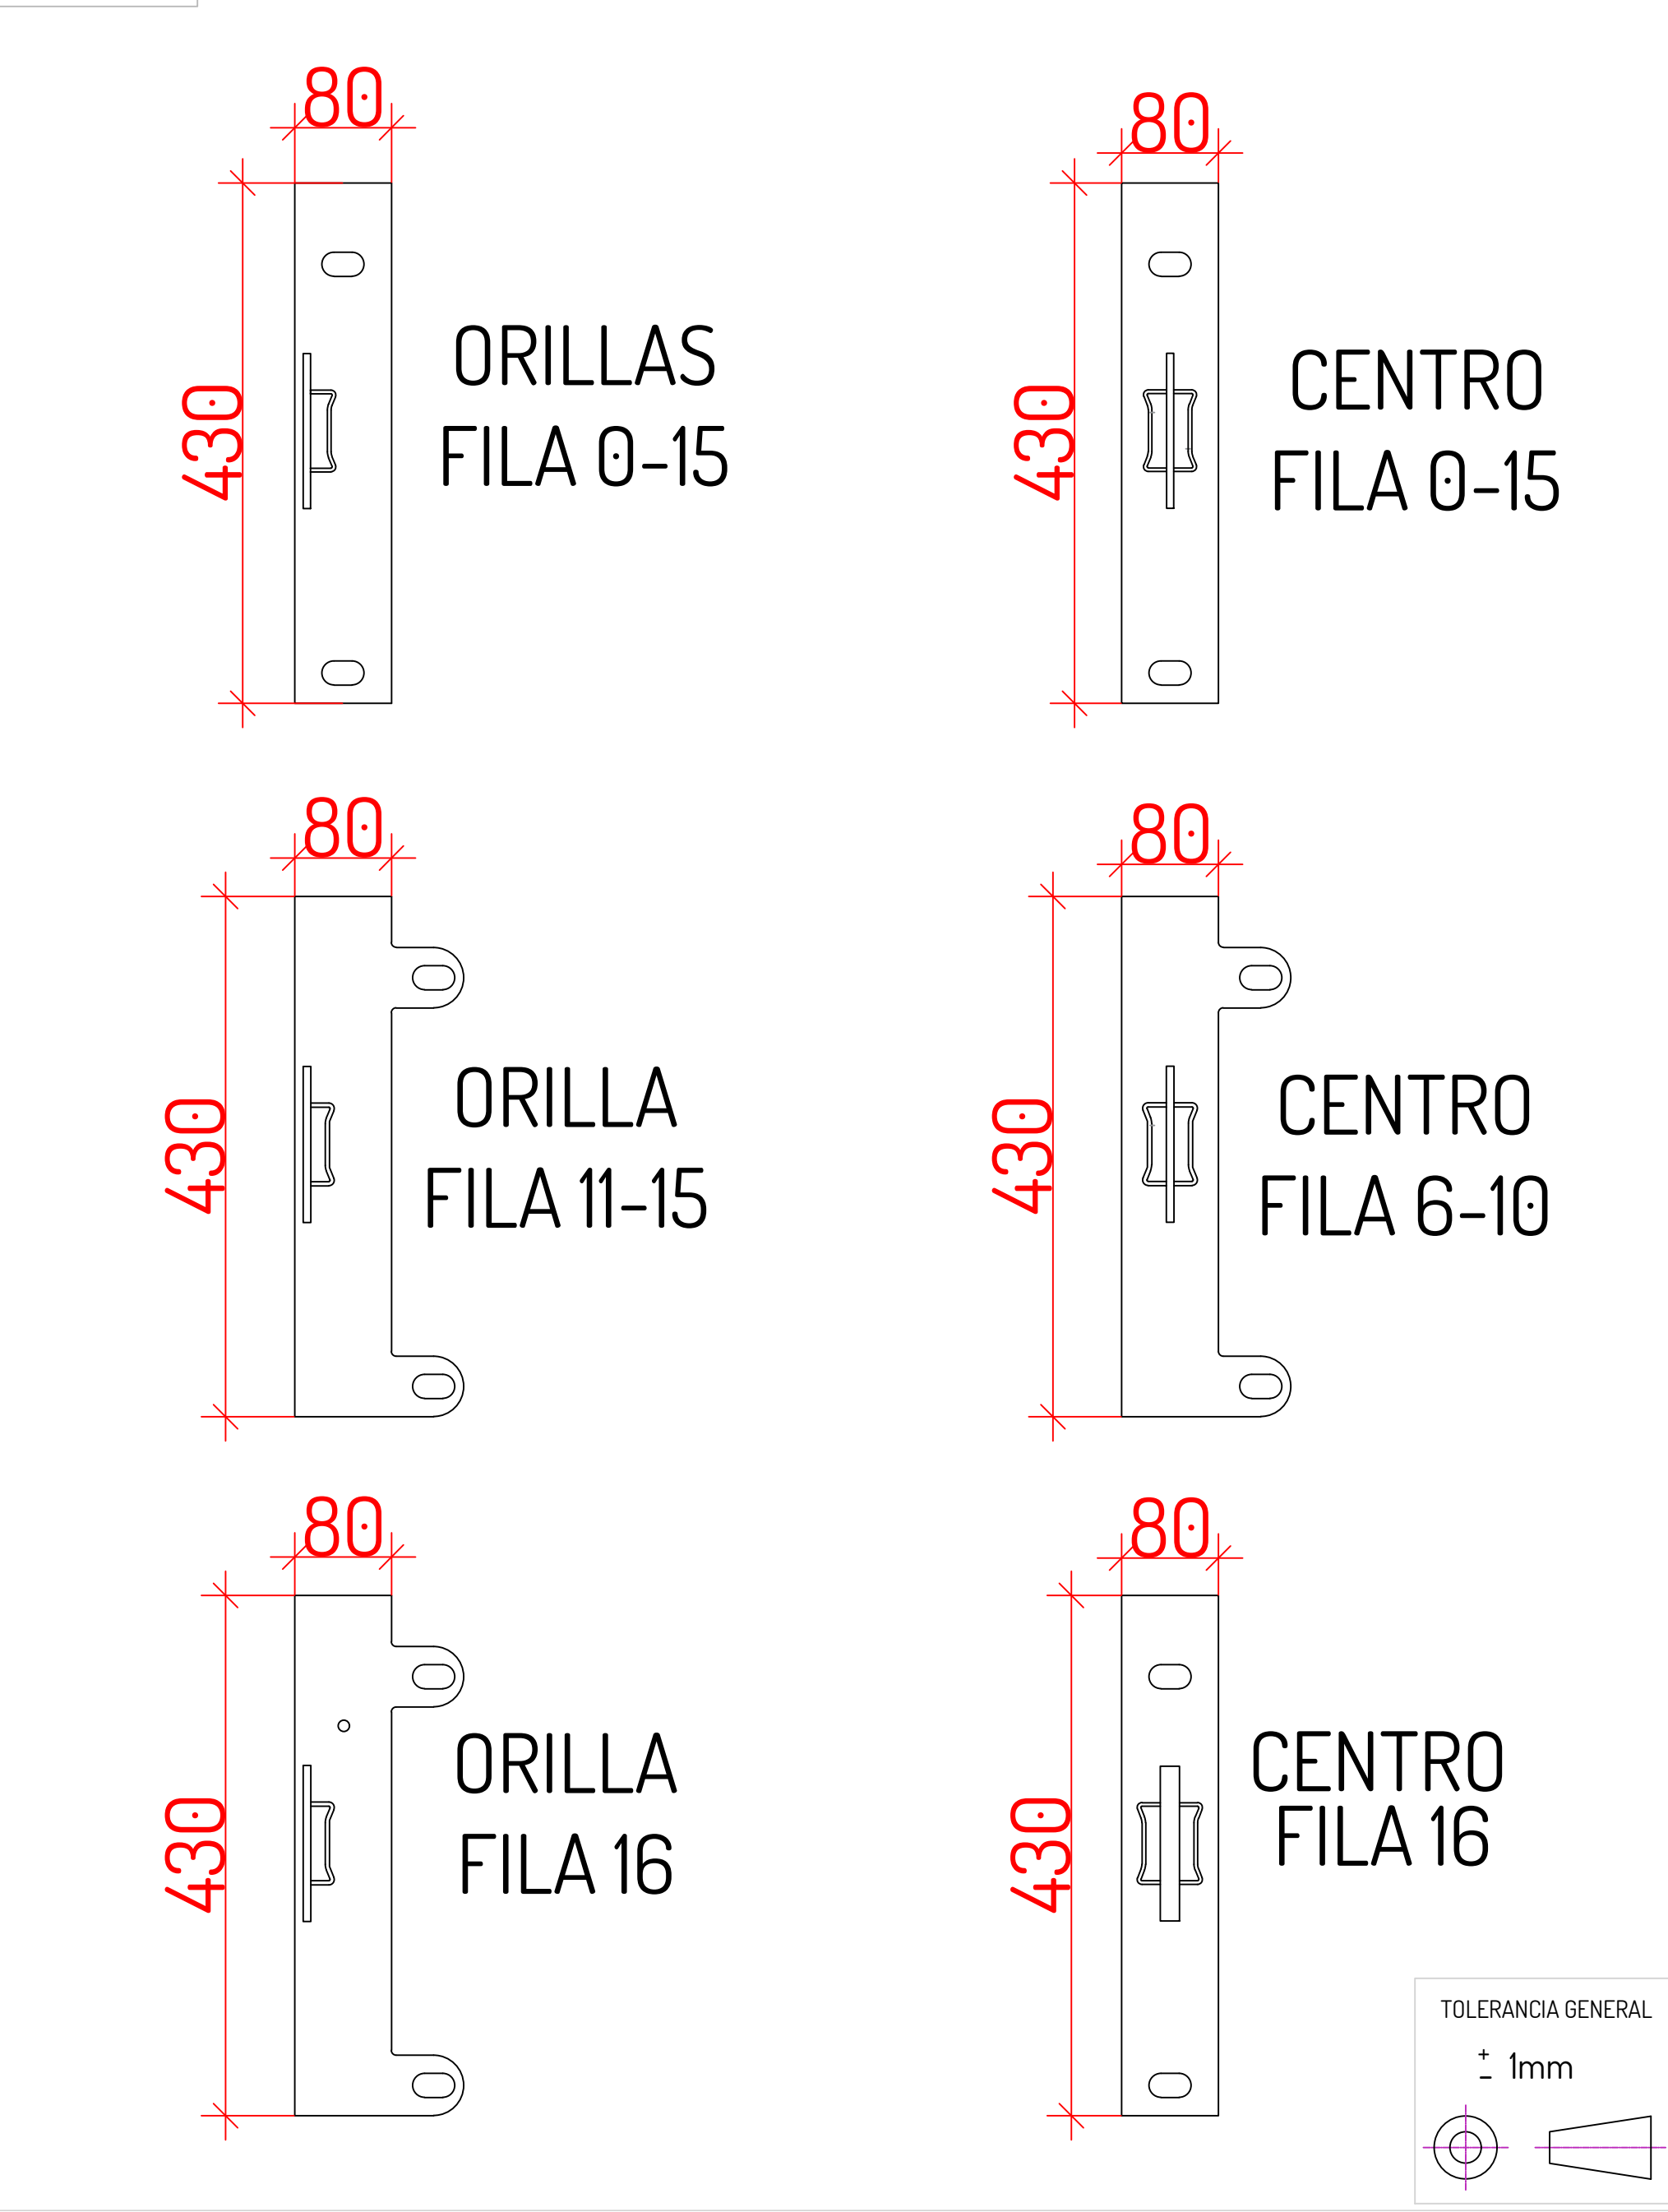 80
430
ORILLAS
FILA 0-15
80
430
CENTRO
FILA 0-15
80
430
ORILLA
FILA 11-15
80
430
CENTRO
FILA 6-10
80
430
ORILLA
FILA 16
80
430
CENTRO
FILA 16
TOLERANCIA GENERAL
± 1mm